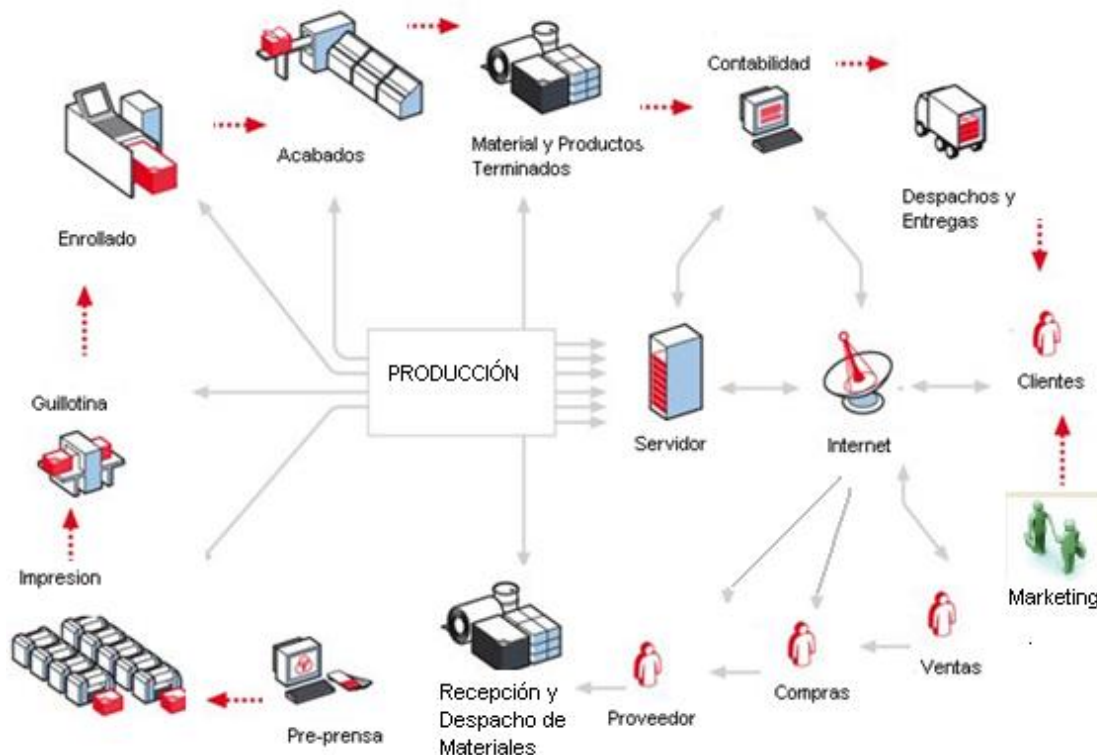 Contabilidad
Acabados
Material y Productos
Terminados
Despachos y
Entregas
Enrollado
PRODUCCIÓN
Clientes
Guillotina
Servidor
Internet
Impresion
Marketing
.
Ventas
Compras
Recepción y
Despacho de
Materiales
Proveedor
Pre-prensa